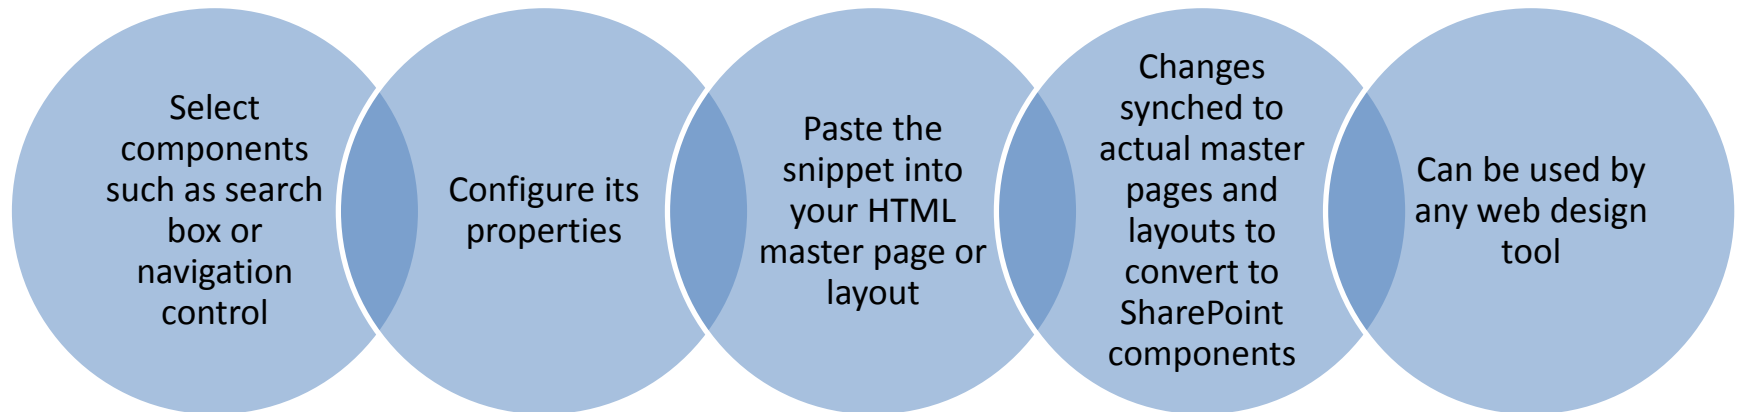 Select
components
such as search
box or
navigation
control
Configure its
properties
Paste the
snippet into
your HTML
master page or
layout
Changes
synched to
actual master
pages and
layouts to
convert to
SharePoint
components
Can be used by
any web design
tool